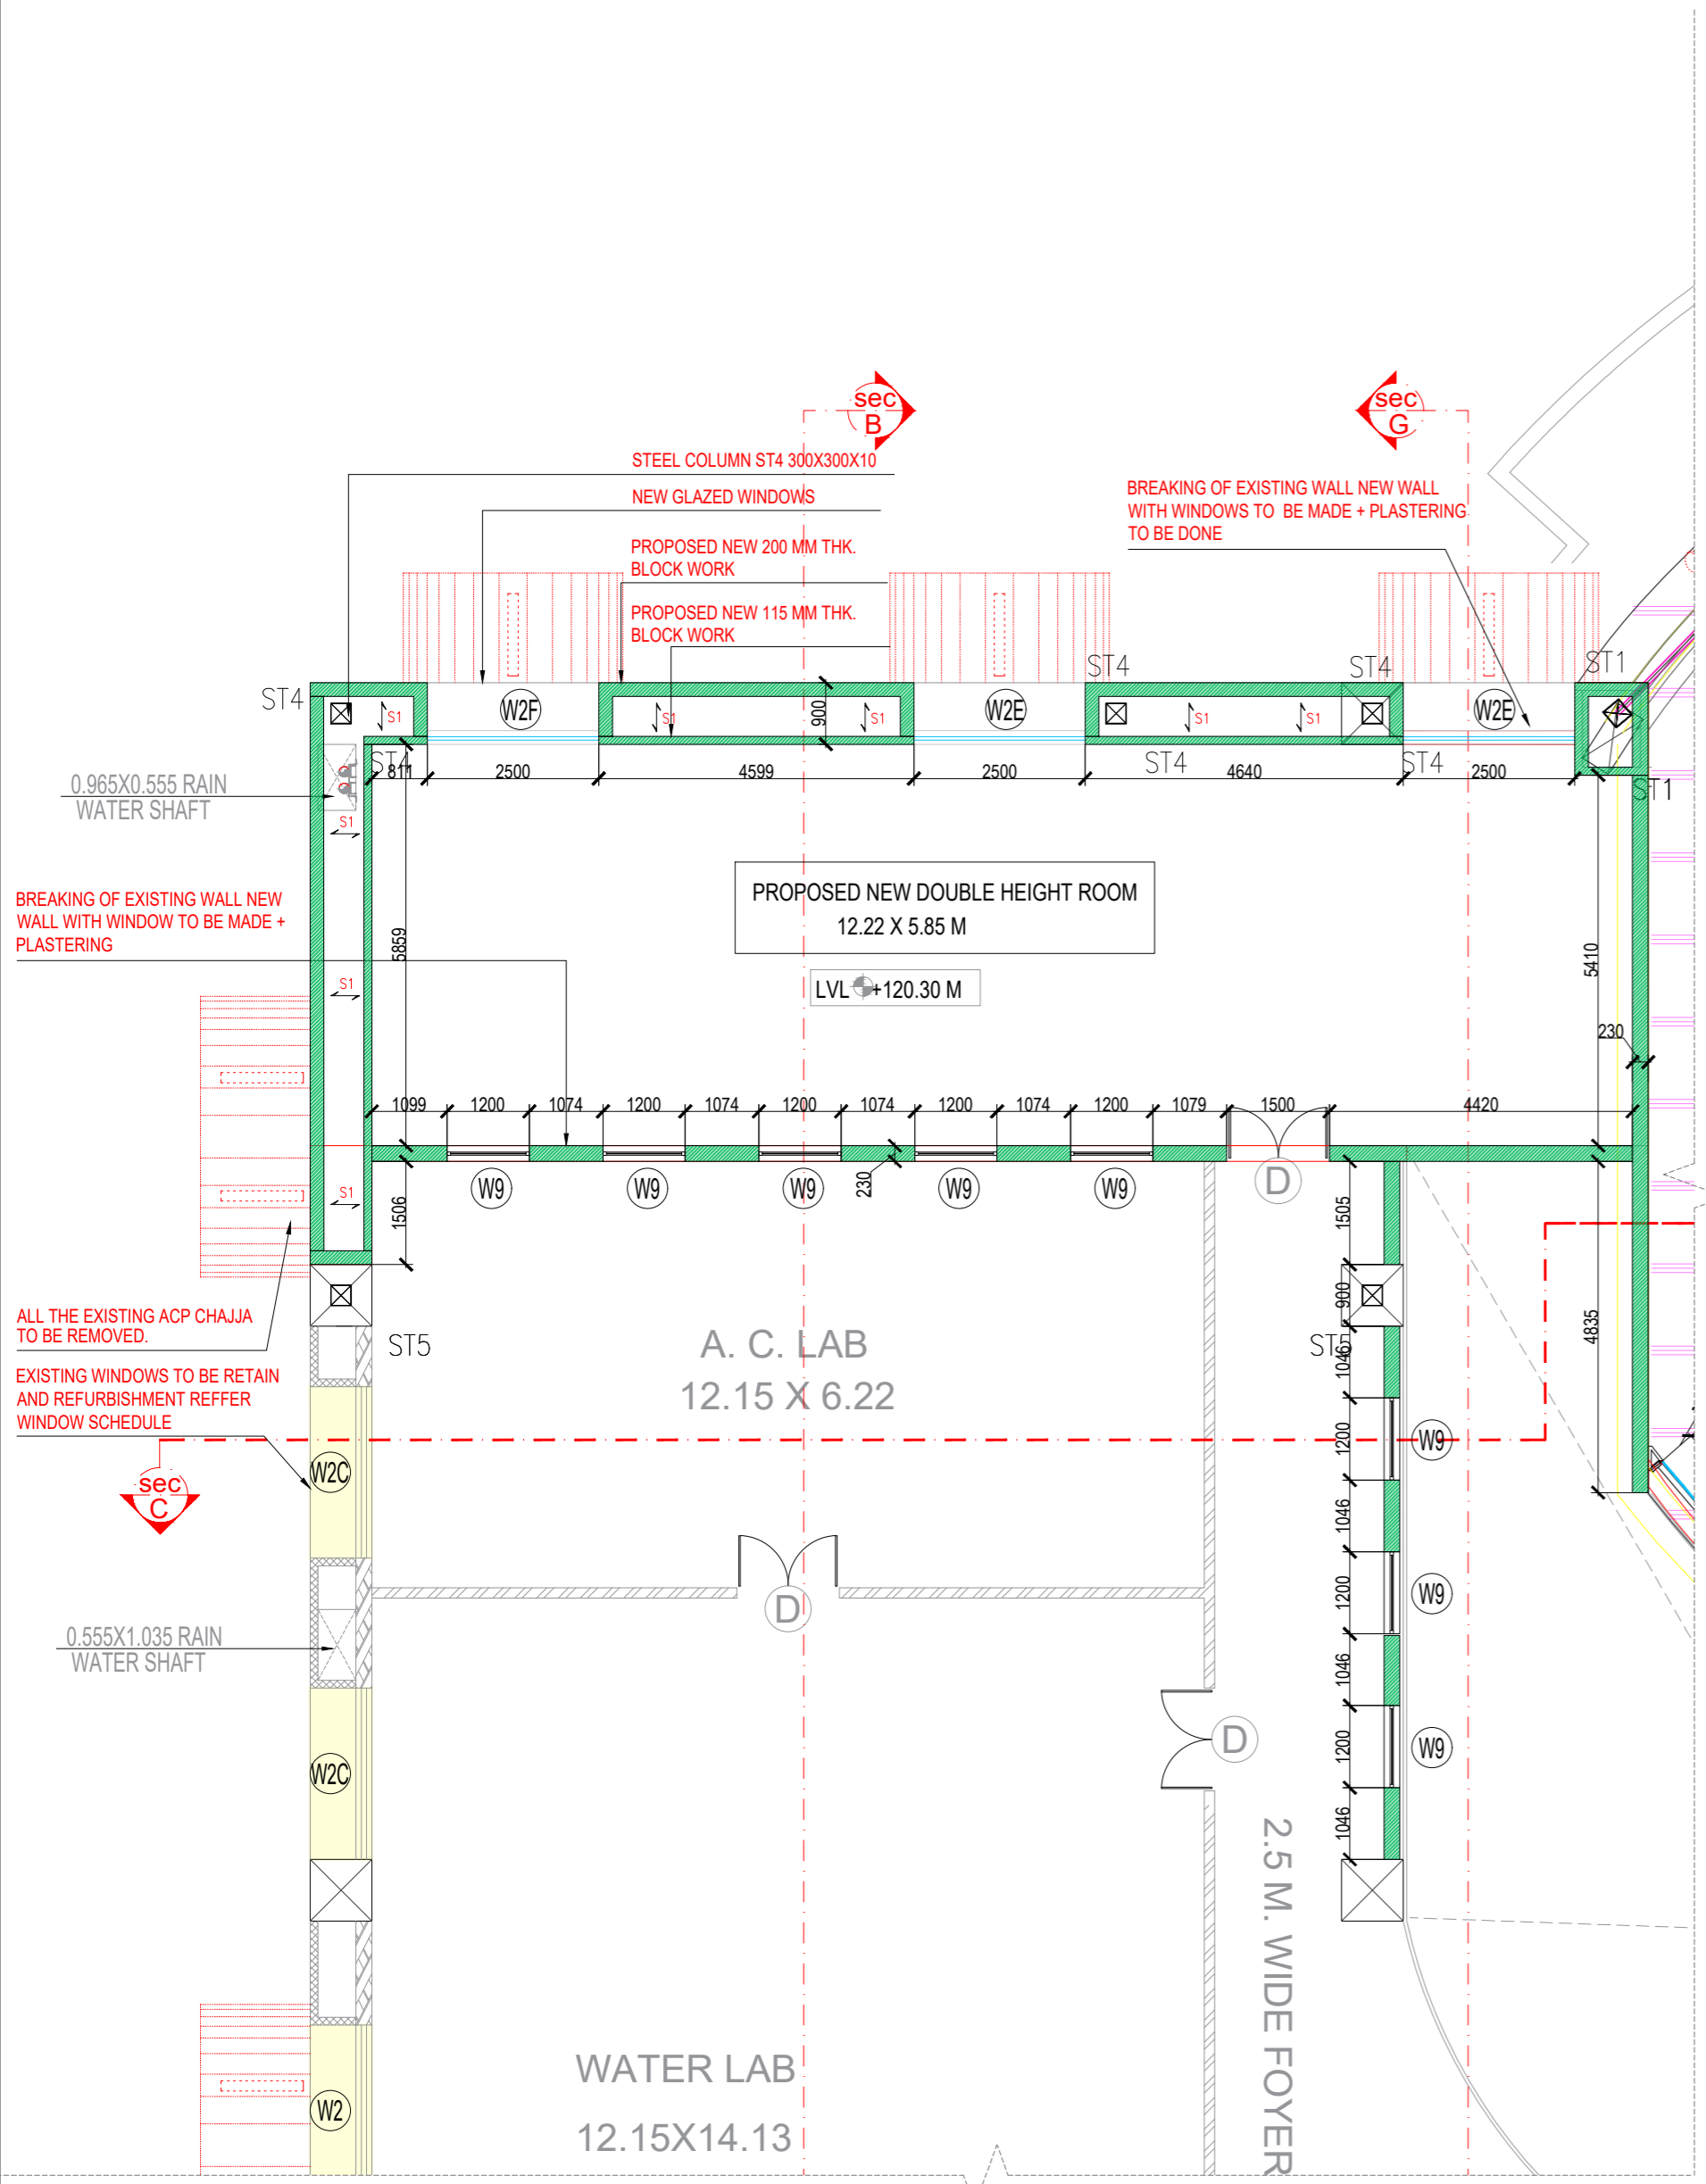 sec
B
sec
G
STEEL COLUMN ST4 300X300X10
NEW GLAZED WINDOWS
PROPOSED NEW 200 MM THK.
BLOCK WORK
PROPOSED NEW 115 MM THK.
BLOCK WORK
BREAKING OF EXISTING WALL NEW WALL
WITH WINDOWS TO BE MADE + PLASTERING
TO BE DONE
ST4
ST4
ST4
ST1
W2F
W2E
W2E
S1
S1
S1
S1
S1
900
ST4
ST4
ST4
ST1
811
2500
4599
2500
4640
2500
0.965X0.555 RAIN
WATER SHAFT
S1
PROPOSED NEW DOUBLE HEIGHT ROOM
12.22 X 5.85 M
LVL +120.30 M
BREAKING OF EXISTING WALL NEW
WALL WITH WINDOW TO BE MADE +
PLASTERING
5859
5410
S1
230
1099
1200
1074
1200
1074
1200
1074
1200
1074
1200
1079
1500
4420
W9
W9
W9
W9
W9
D
230
S1
1506
1505
900
1046
4835
ALL THE EXISTING ACP CHAJJA
TO BE REMOVED.
ST5
ST5
A. C. LAB
12.15 X 6.22
EXISTING WINDOWS TO BE RETAIN
AND REFURBISHMENT REFFER
WINDOW SCHEDULE
sec
C
W2C
1200
W9
1046
D
1200
W9
0.555X1.035 RAIN
WATER SHAFT
1046
D
W2C
1200
W9
1046
2.5 M. WIDE FOYER
WATER LAB
12.15X14.13
W2